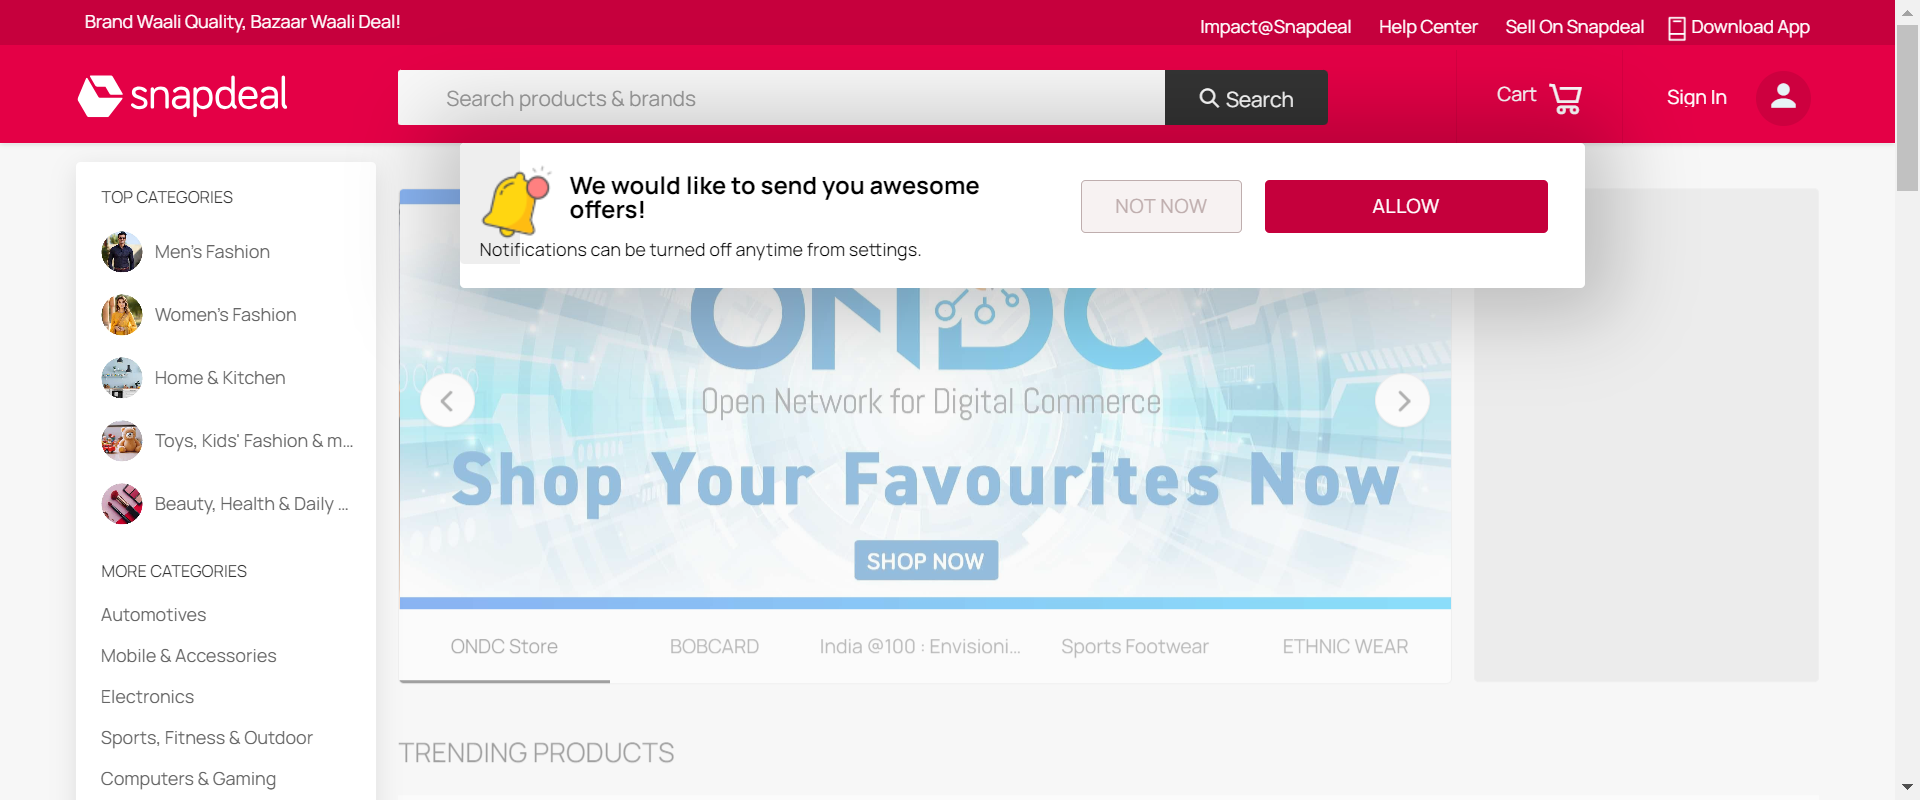 Brand Waali Quality, Bazaar Waali Deal!
Impact@Snapdeal
Help Center
Sell On Snapdeal
Download App
snapdeal
Search products & brands
Search
Cart
Sign In
We would like to send you awesome
offers!
Notifications can be turned off anytime from settings.
NOT NOW
ALLOW
TOP CATEGORIES
Men's Fashion
Women's Fashion
Home & Kitchen
Toys, Kids' Fashion & m...
Beauty, Health & Daily ...
MORE CATEGORIES
Automotives
Mobile & Accessories
Electronics
Sports, Fitness & Outdoor
Computers & Gaming
ONDC
Open Network for Digital Commerce
Shop Your Favourites Now
SHOP NOW
ONDC Store
BOBCARD
India @100 : Envisioni...
Sports Footwear
ETHNIC WEAR
TRENDING PRODUCTS